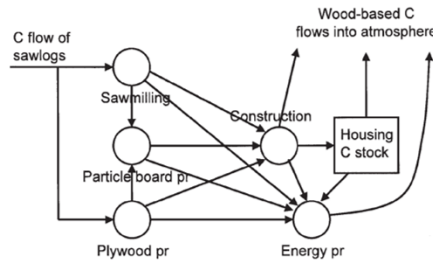 Wood-based C
flows into atmosphere
C flow of
sawlogs
Sawmilling
Construction
Housing
C stock
Particle board pr
Plywood pr
Energy pr